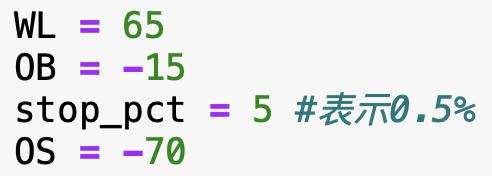 WL = 65
OB = -15
stop_pct = 5 #表示0.5%
OS = -70